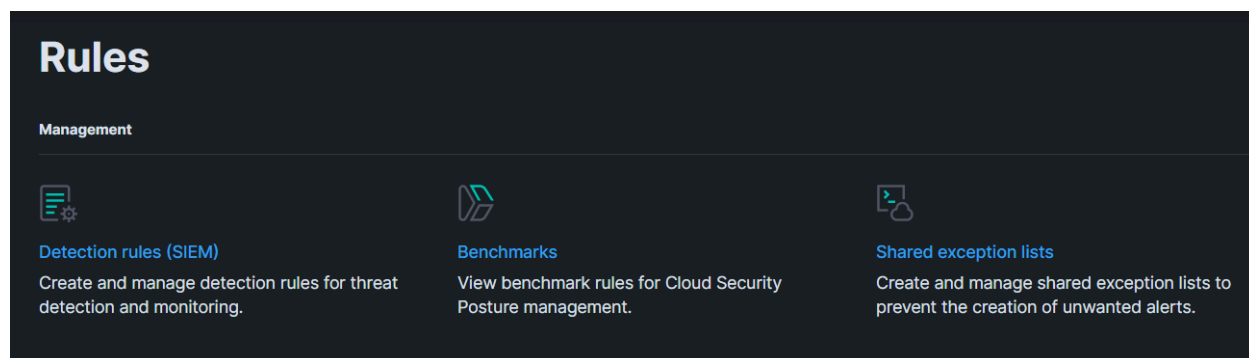 Rules
Management
Detection rules (SIEM)
Create and manage detection rules for threat
detection and monitoring.
Benchmarks
View benchmark rules for Cloud Security
Posture management.
Shared exception lists
Create and manage shared exception lists to
prevent the creation of unwanted alerts.